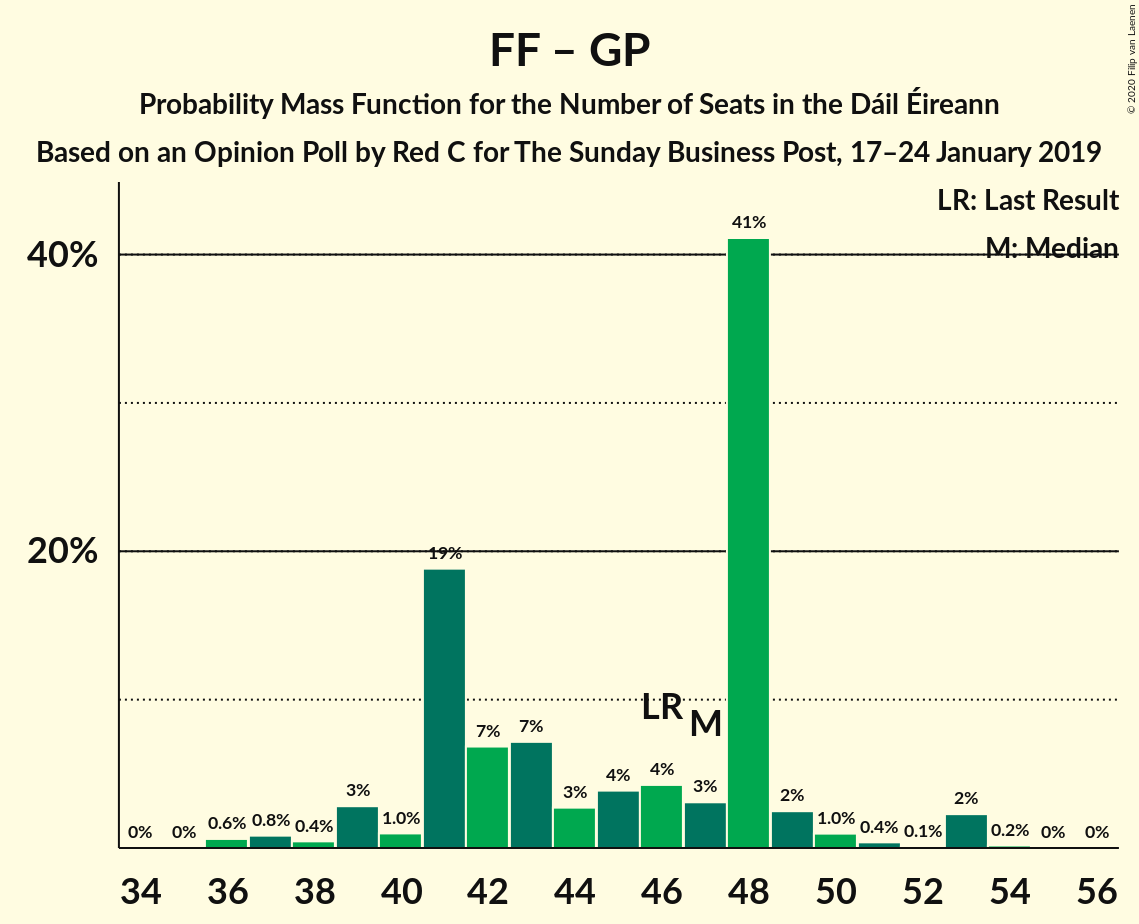 FF – GP
Probability Mass Function for the Number of Seats in the Dáil Éireann
Based on an Opinion Poll by Red C for The Sunday Business Post, 17–24 January 2019
© 2020 Filip van Laenen
LR: Last Result
M: Median
40%
20%
0% 0% 0.6% 0.8% 0.4% 3% 1.0% 19% 7% 7% 3% 4% 4% 3% 41% 2% 1.0% 0.4% 0.1% 2% 0.2% 0% 0%
LR M
34 36 38 40 42 44 46 48 50 52 54 56